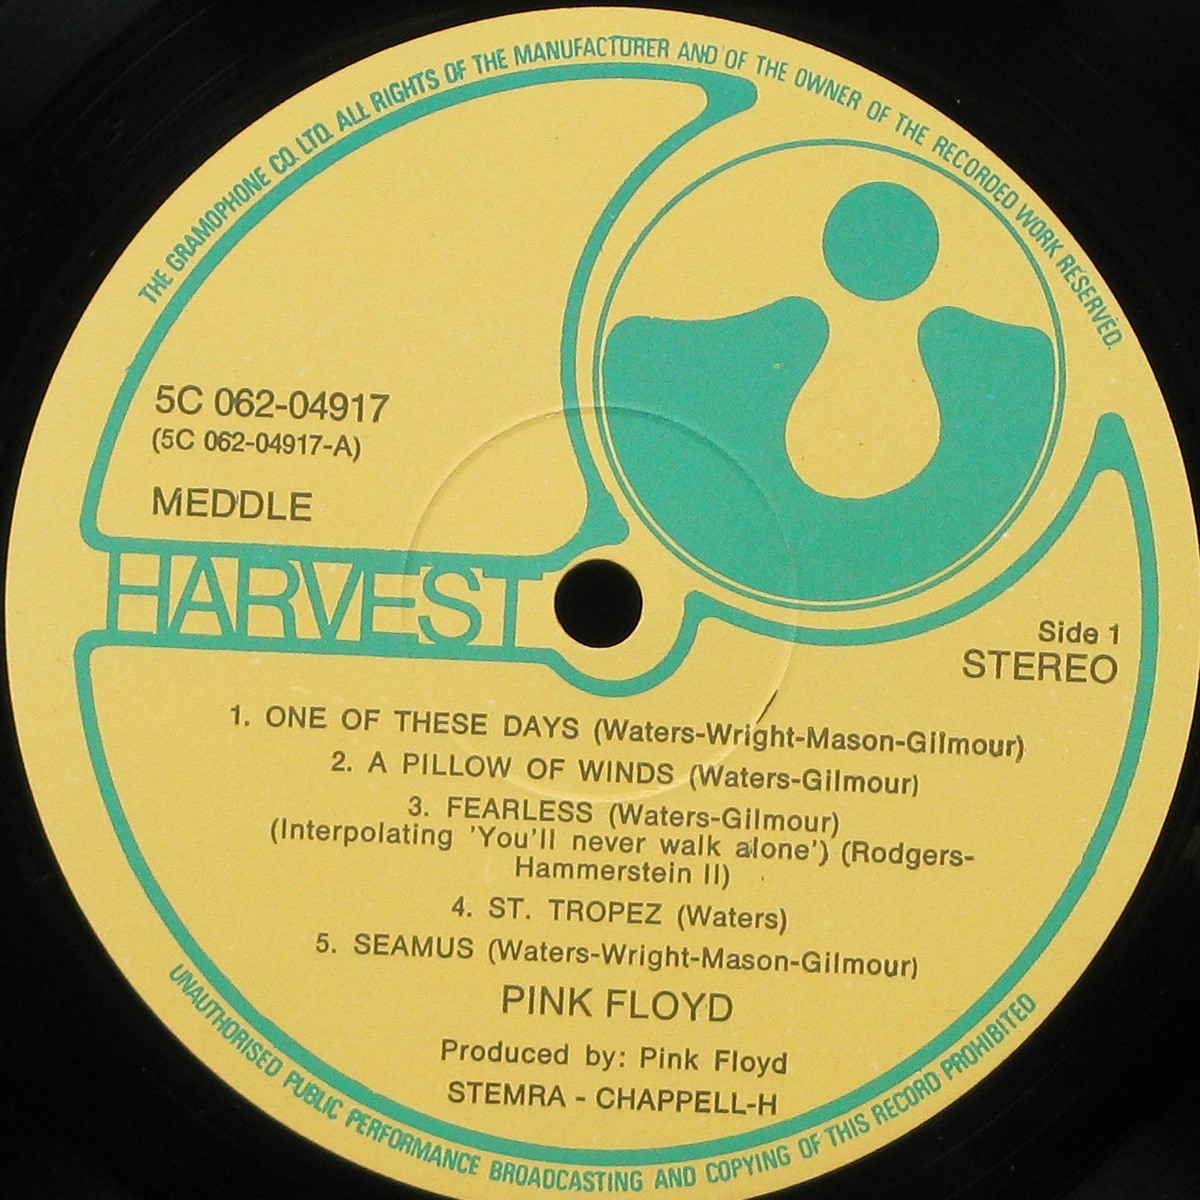 THE GRAMOPHONE CO. LTD. ALL RIGHTS OF THE MANUFACTURER AND OF THE OWNER OF THE RECORDED WORK RESERVED.
5C 062-04917
(5C 062-04917-A)
MEDDLE
HARVEST
Side 1
STEREO
1. ONE OF THESE DAYS (Waters-Wright-Mason-Gilmour)
2. A PILLOW OF WINDS (Waters-Gilmour)
3. FEARLESS (Waters-Gilmour)
(Interpolating 'You'll never walk alone') (Rodgers-
Hammerstein II)
4. ST. TROPEZ (Waters)
5. SEAMUS (Waters-Wright-Mason-Gilmour)
PINK FLOYD
Produced by: Pink Floyd
STEMRA - CHAPPELL-H
UNAUTHORISED PUBLIC PERFORMANCE BROADCASTING AND COPYING OF THIS RECORD PROHIBITED